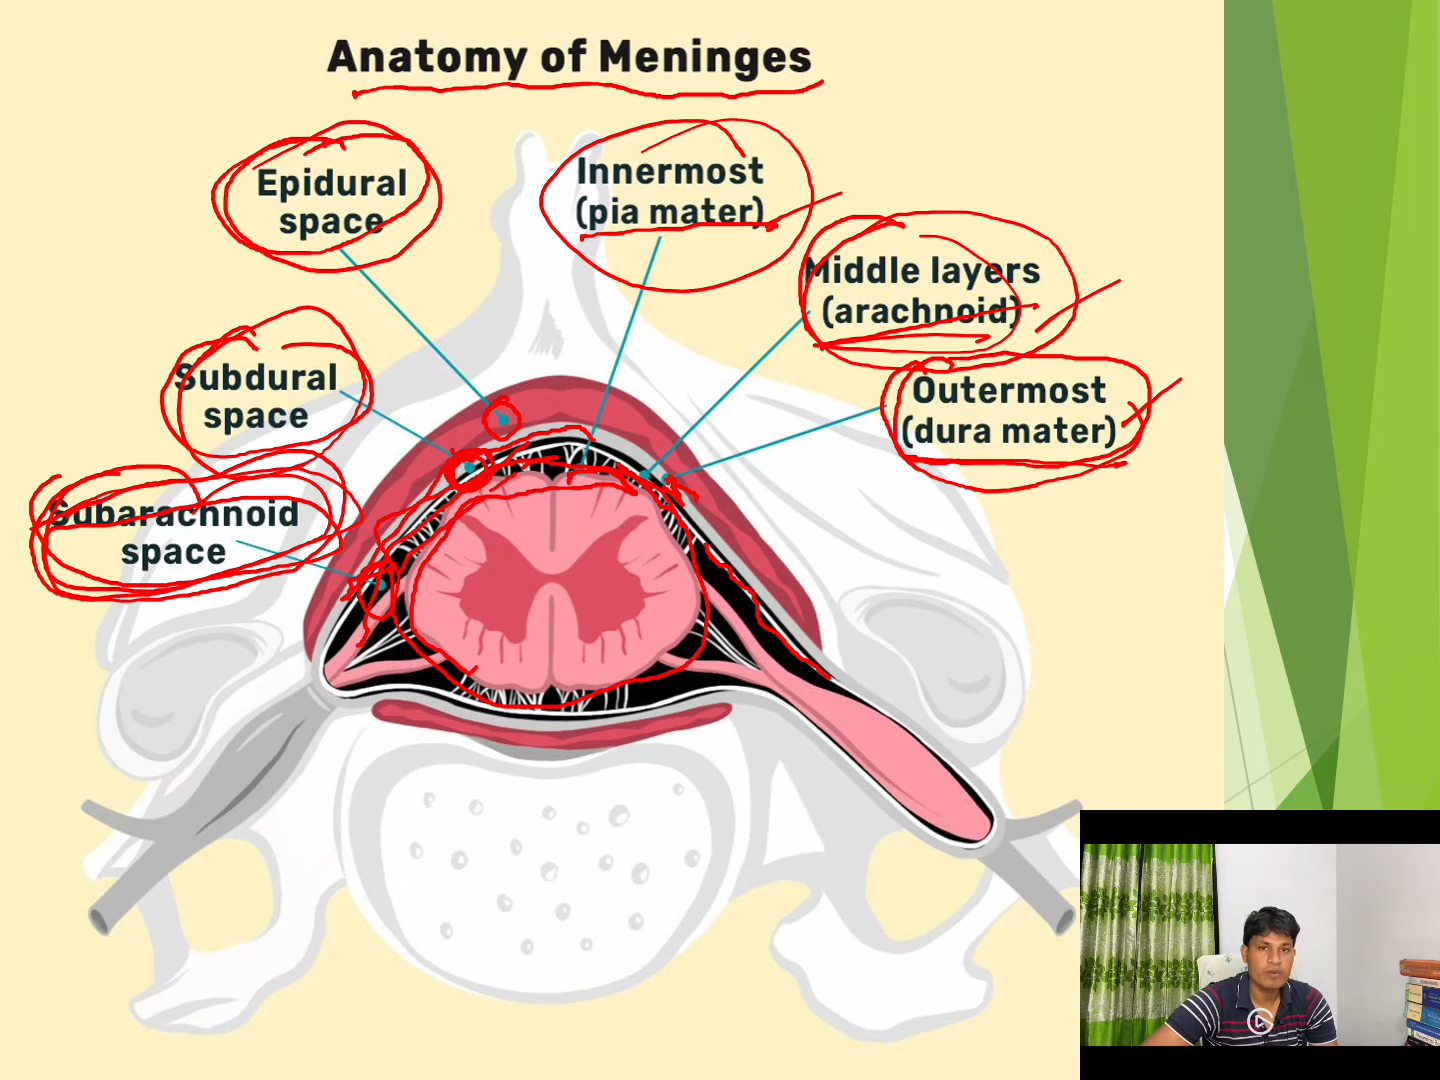 Anatomy of Meninges
Epidural
space
Innermost
(pia mater)
Middle layers
(arachnoid)
Subdural
space
Outermost
(dura mater)
Subarachnoid
space